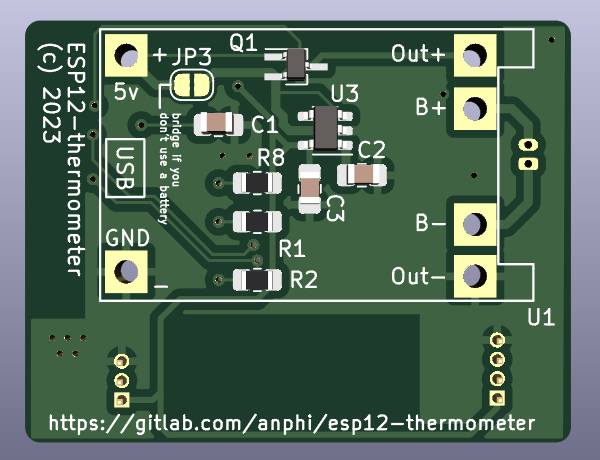 ESP12-thermometer
(c) 2023
Q1
JP3
Out+
+
5v
U3
B+
C1
bridge if you
don't use a battery
C2
USB
R8
C3
B-
GND
R1
Out-
R2
-
U1
https://gitlab.com/anphi/esp12-thermometer